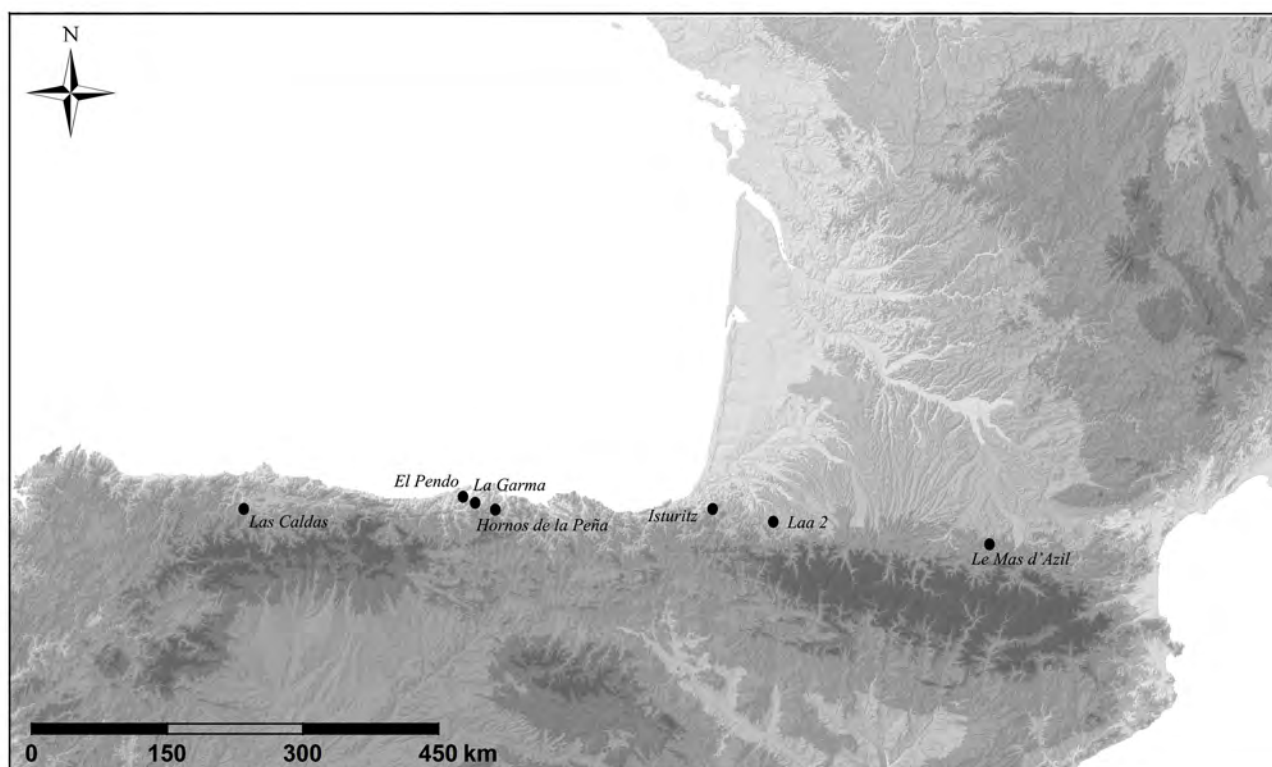 N
El Pendo
La Garma
Las Caldas
Hornos de la Peña
Isturitz
Laa 2
Le Mas d’Azil
0
150
300
450 km